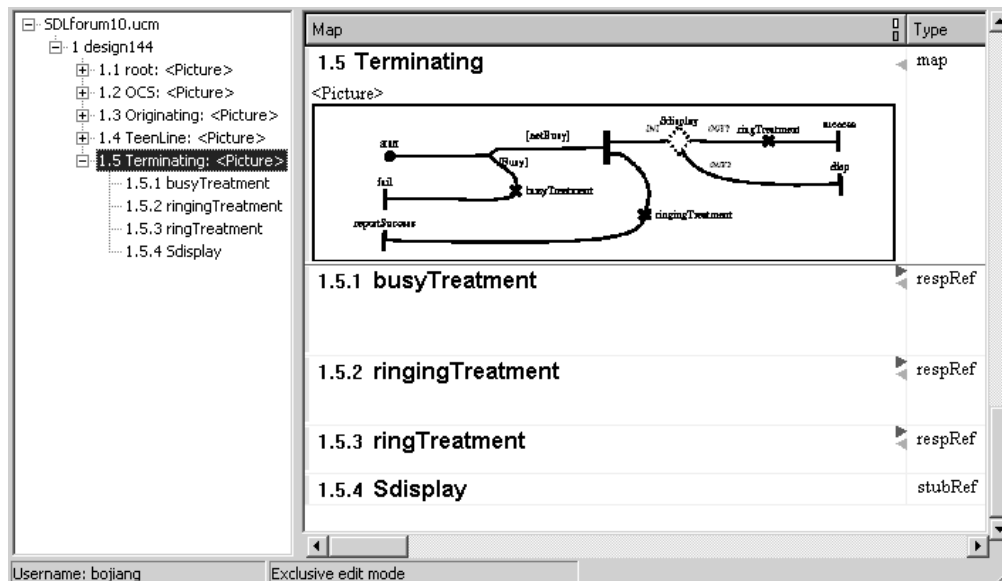 SDLforum10.ucm
1 design144
1.1 root: <Picture>
1.2 OCS: <Picture>
1.3 Originating: <Picture>
1.4 TeenLine: <Picture>
1.5 Terminating: <Picture>
1.5.1 busyTreatment
1.5.2 ringingTreatment
1.5.3 ringTreatment
1.5.4 Sdisplay
Map Type
1.5 Terminating map
<Picture>
Sdisplay
start [notBusy] IN1 OUT1 ringTreatment success
[Busy]
fail busyTreatment OUT2 disp
reportSuccess ringingTreatment
1.5.1 busyTreatment respRef
1.5.2 ringingTreatment respRef
1.5.3 ringTreatment respRef
1.5.4 Sdisplay stubRef
Username: bojiang Exclusive edit mode